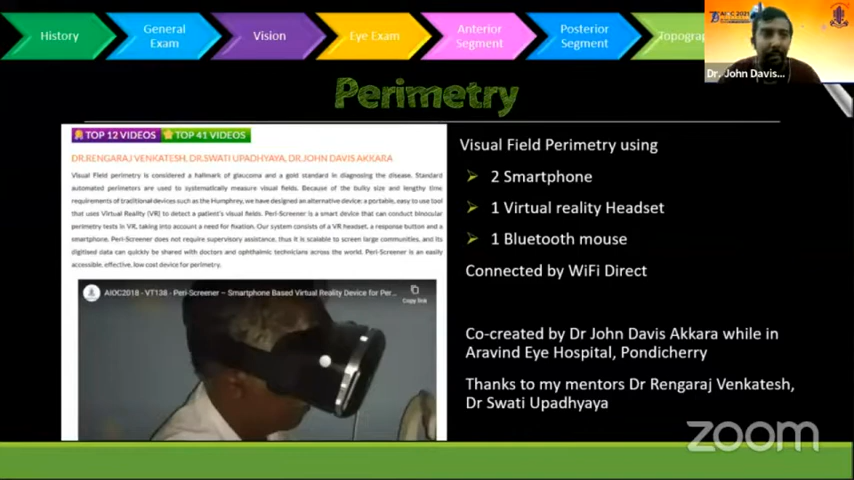 History
General
Exam
Vision
Eye Exam
Anterior
Segment
Posterior
Segment
Topograp
AIOC 2021
Dr. John Davis...
Perimetry
TOP 12 VIDEOS TOP 41 VIDEOS
DR.RENGARAJ VENKATESH, DR.SWATI UPADHYAYA, DR.JOHN DAVIS AKKARA
Visual Field perimetry is considered a hallmark of glaucoma and a gold standard in diagnosing the disease. Standard
automated perimeters are used to systematically measure visual fields. Because of the bulky size and lengthy time
requirements of traditional devices such as the Humphrey, we have designed an alternative device: a portable, easy to use tool
that uses Virtual Reality (VR) to detect a patient's visual fields. Peri-Screener is a smart device that can conduct binocular
perimetry tests in VR, taking into account a need for fixation. Our system consists of a VR headset, a response button and a
smartphone. Peri-Screener does not require supervisory assistance, thus it is scalable to screen large communities, and its
digitised data can quickly be shared with doctors and ophthalmic technicians across the world. Peri-Screener is an easily
accessible, effective, low cost device for perimetry.
AIOC2018 - VT138 - Peri-Screener – Smartphone Based Virtual Reality Device for Per...
Copy link
Visual Field Perimetry using
2 Smartphone
1 Virtual reality Headset
1 Bluetooth mouse
Connected by WiFi Direct
Co-created by Dr John Davis Akkara while in
Aravind Eye Hospital, Pondicherry
Thanks to my mentors Dr Rengaraj Venkatesh,
Dr Swati Upadhyaya
zoom